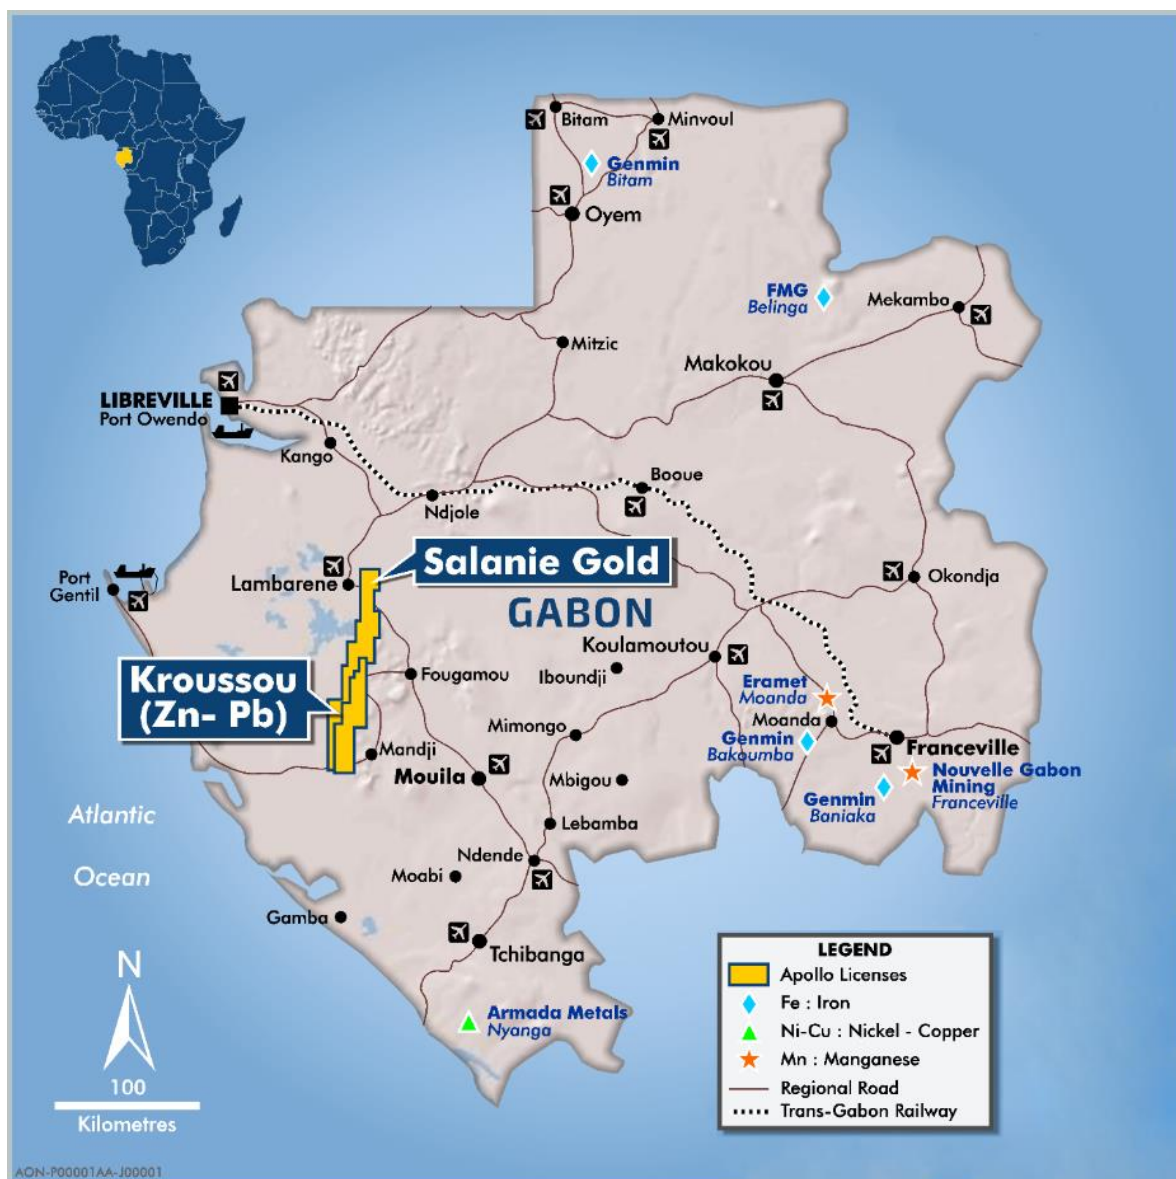 Bitam
Minvoul
Genmin
Bitam
Oyem
FMG
Belinga
Mekambo
Mitzic
Makokou
LIBREVILLE
Port Owendo
Kango
Booue
Ndjole
Salanie Gold
Port
Gentil
Lambarene
Okondja
GABON
Koulamoutou
Kroussou
(Zn- Pb)
Fougamou
Iboundji
Eramet
Moanda
Mimongo
Moanda
Genmin
Bakoumba
Franceville
Mandji
Mouila
Mbigou
Nouvelle Gabon
Mining
Franceville
Genmin
Baniaka
Atlantic
Ocean
Lebamba
Ndende
Moabi
Gamba
Tchibanga
Armada Metals
Nyanga
N
100
Kilometres
LEGEND
Apollo Licenses
Fe : Iron
Ni-Cu : Nickel - Copper
Mn : Manganese
Regional Road
Trans-Gabon Railway
AON-P00001AA-J00001